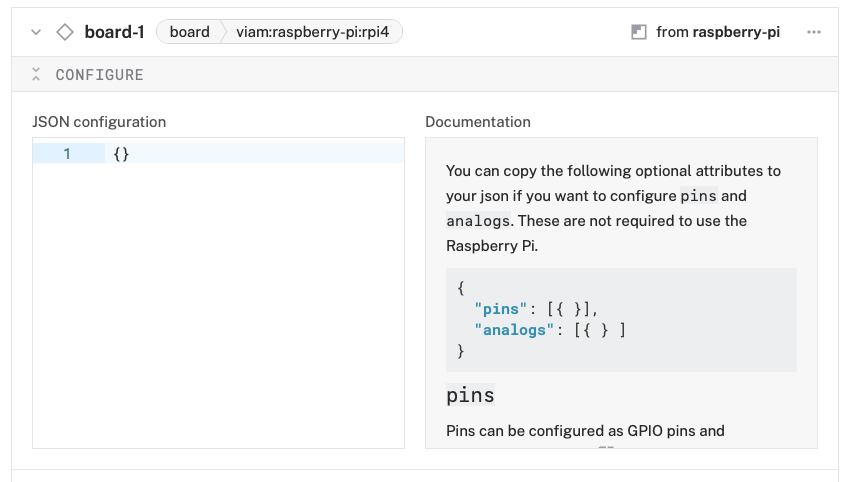 board-1 board viam:raspberry-pi:rpi4 from raspberry-pi ...
CONFIGURE
JSON configuration
1 {}
Documentation
You can copy the following optional attributes to
your json if you want to configure pins and
analogs. These are not required to use the
Raspberry Pi.
{
"pins": [{ }],
"analogs": [{ } ]
}
pins
Pins can be configured as GPIO pins and